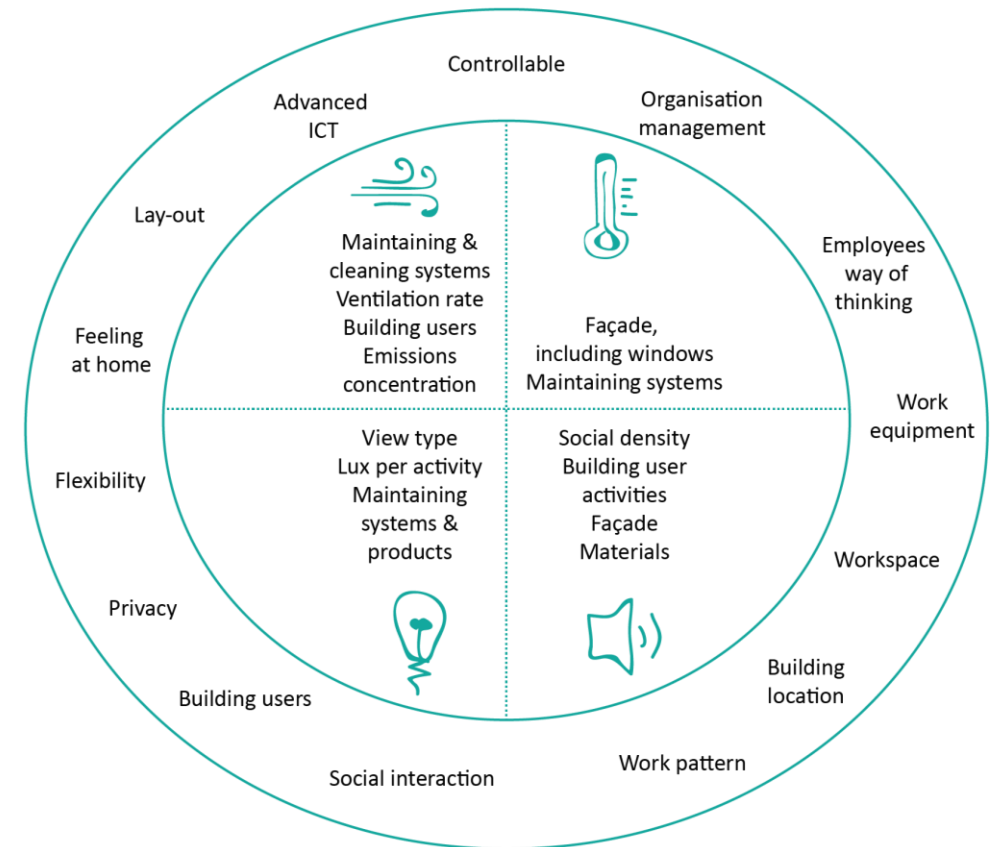 Controllable
Advanced
ICT
Organisation
management
Lay-out
Employees
way of
thinking
Feeling
at home
Work
equipment
Flexibility
Workspace
Privacy
Building
location
Building users
Work pattern
Social interaction
Maintaining &
cleaning systems
Ventilation rate
Building users
Emissions
concentration
Façade,
including windows
Maintaining systems
View type
Lux per activity
Maintaining
systems &
products
Social density
Building user
activities
Façade
Materials